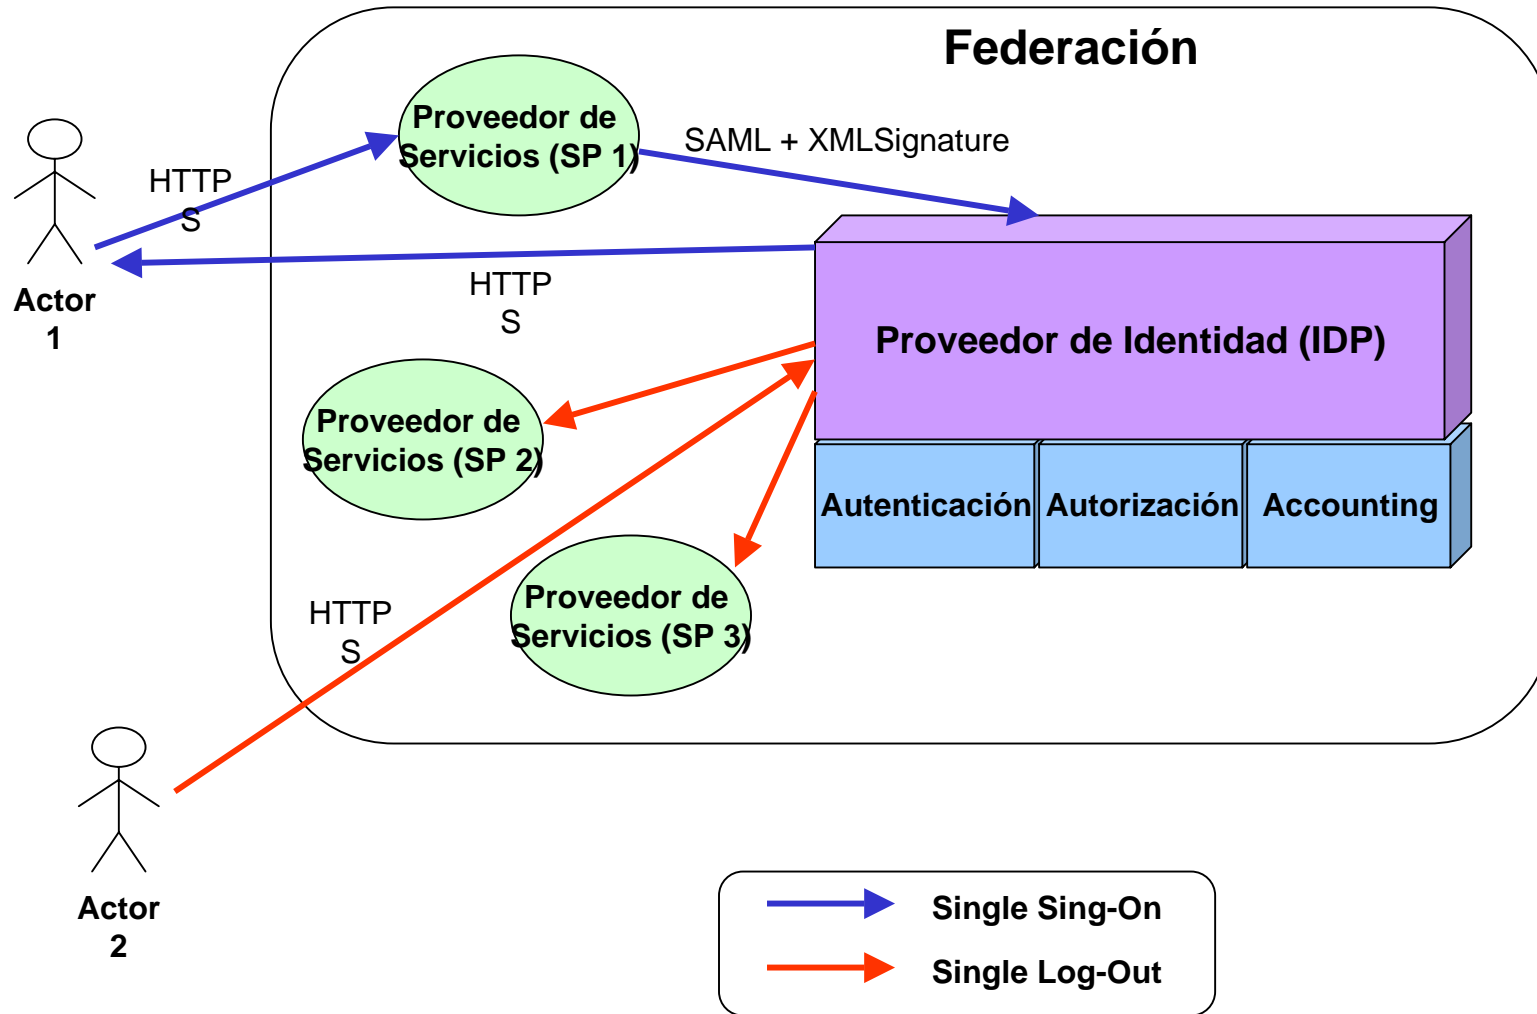 Federación
Proveedor de
Servicios (SP 1)
SAML + XMLSignature
HTTP
S
Actor
1
HTTP
S
Proveedor de Identidad (IDP)
Proveedor de
Servicios (SP 2)
Autenticación
Autorización
Accounting
Proveedor de
Servicios (SP 3)
HTTP
S
Actor
2
Single Sing-On
Single Log-Out